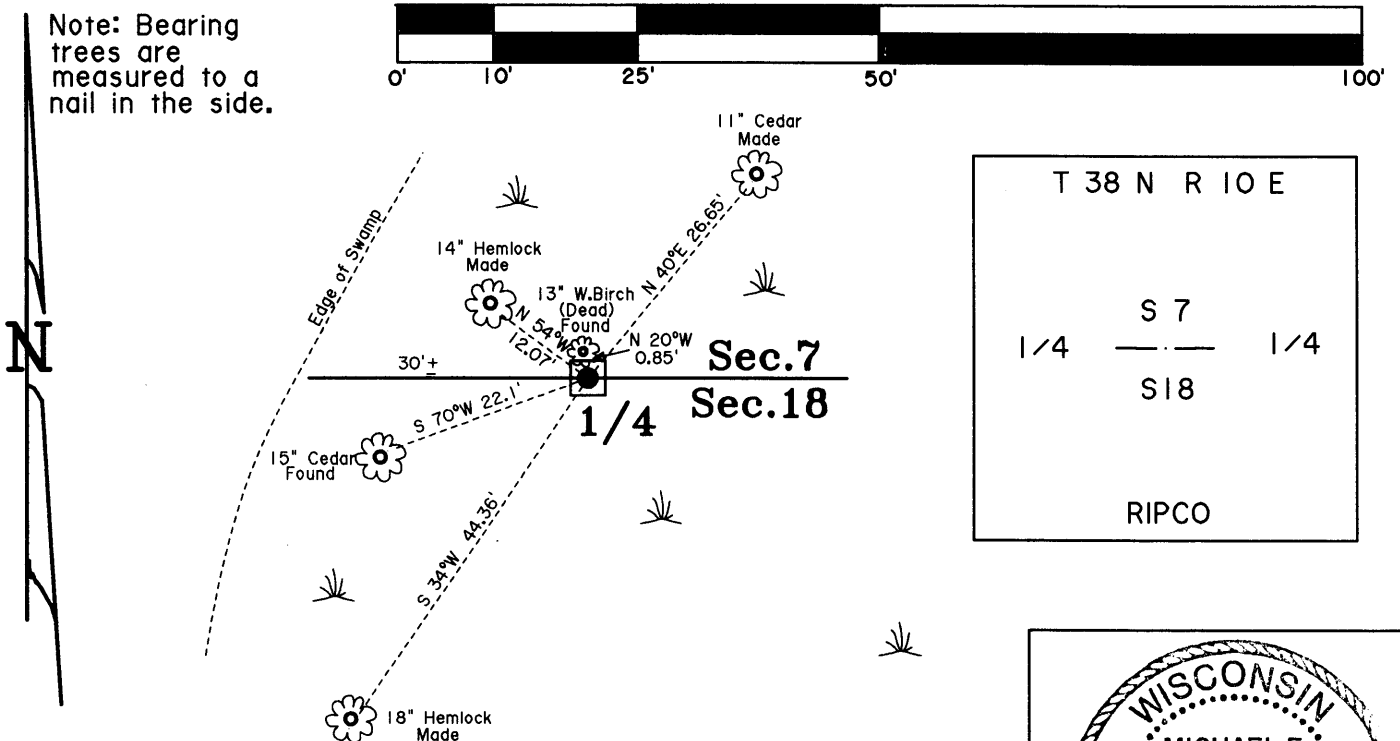 Note: Bearing
trees are
measured to a
nail in the side.
0' 10' 25' 50' 100'
11" Cedar
Made
T 38 N R 10 E
N 40°E 26.65'
Edge of Swamp
14" Hemlock
Made
13" W.Birch
(Dead)
Found
N 54°W
12.07'
N 20°W
0.85'
S 7
1/4 1/4
S18
N
30'±
Sec.7
Sec.18
1/4
S 70°W 22.1'
15" Cedar
Found
S 34°W 44.36'
RIPCO
18" Hemlock
Made
WISCONSIN